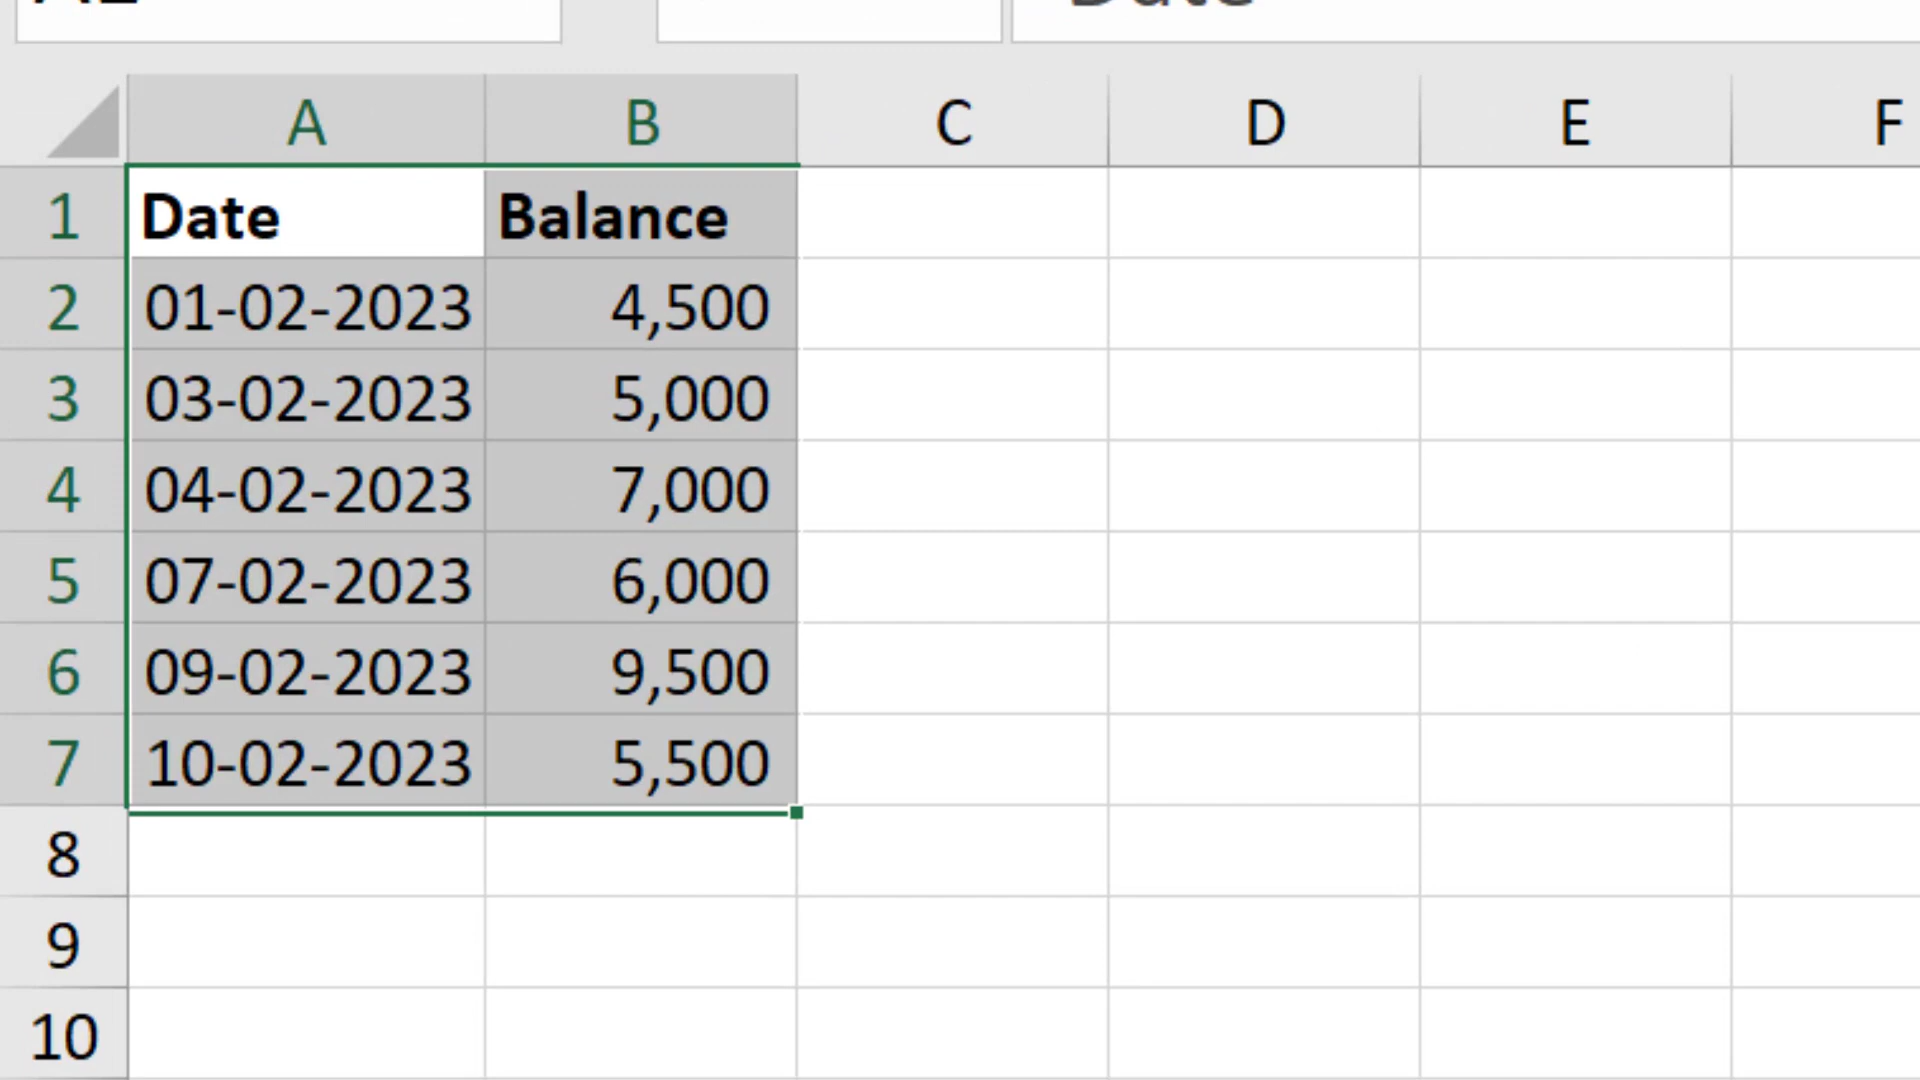 Date
A B C D E F
1 Date Balance
2 01-02-2023 4,500
3 03-02-2023 5,000
4 04-02-2023 7,000
5 07-02-2023 6,000
6 09-02-2023 9,500
7 10-02-2023 5,500
8
9
10